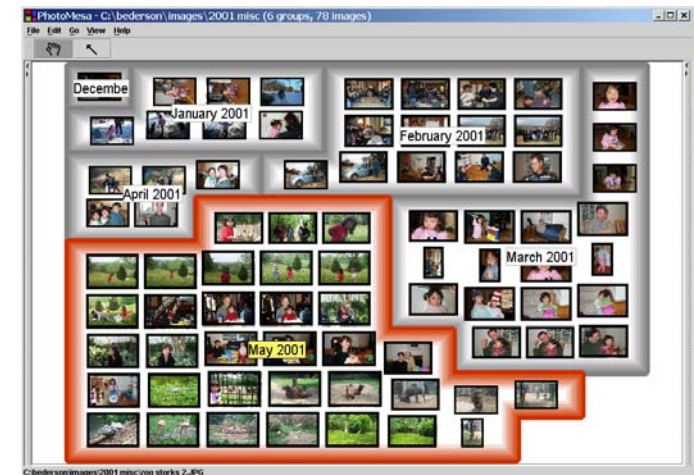 PhotoMesa - C:\bederson\images\2001 misc (6 groups, 78 images)
File Edit Go View Help
Decembe
January 2001
February 2001
April 2001
March 2001
May 2001
C:\bederson\images\2001 misc\zoo storks 2.JPG